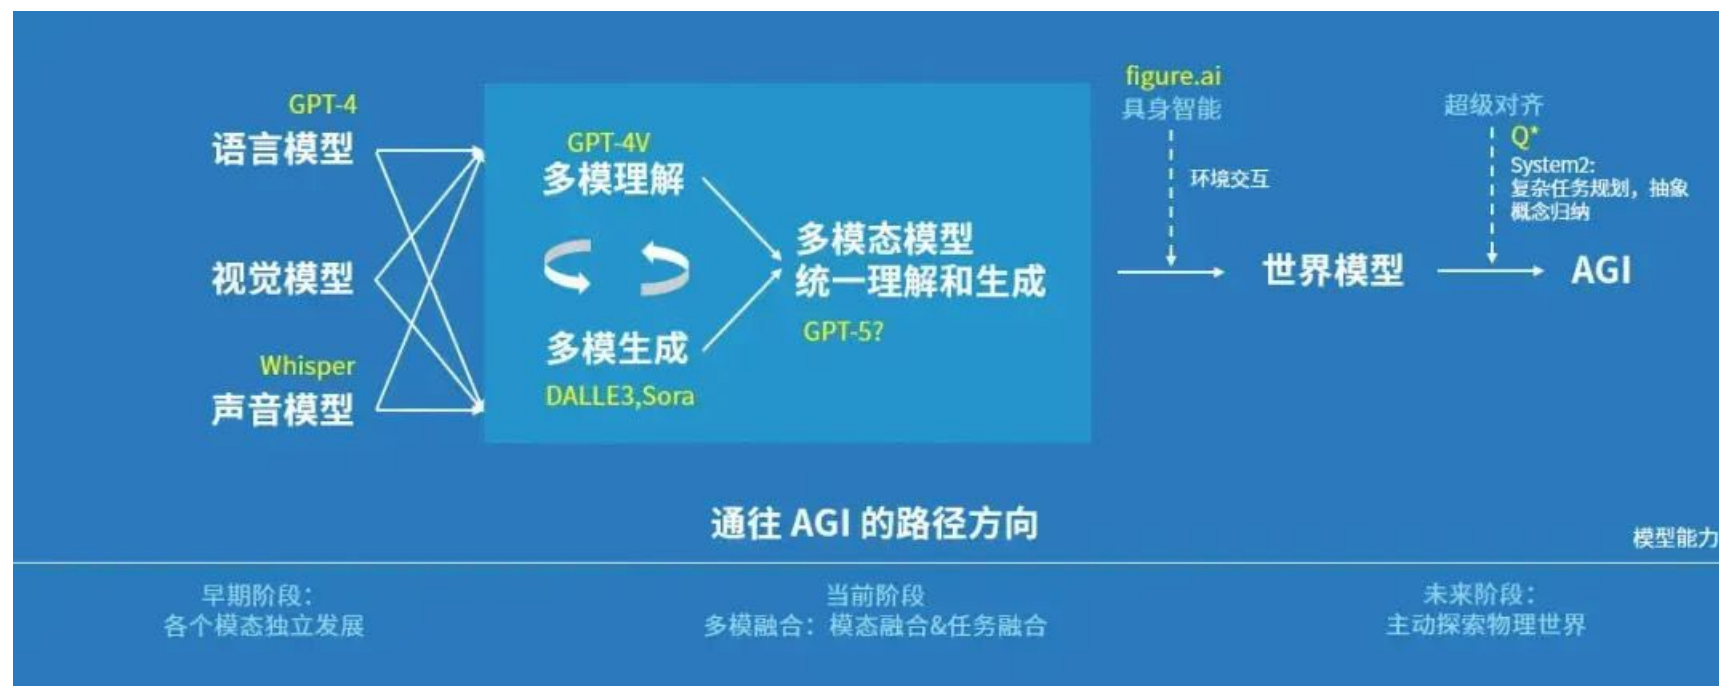 GPT-4
语言模型
视觉模型
Whisper
声音模型
GPT-4V
多模理解
多模生成
DALLE3,Sora
多模态模型
统一理解和生成
GPT-5?
figure.ai
具身智能
环境交互
世界模型
超级对齐
Q*
System2:
复杂任务规划，抽象
概念归纳
AGI
通往 AGI 的路径方向
模型能力
早期阶段：
各个模态独立发展
当前阶段
多模融合：模态融合&任务融合
未来阶段：
主动探索物理世界